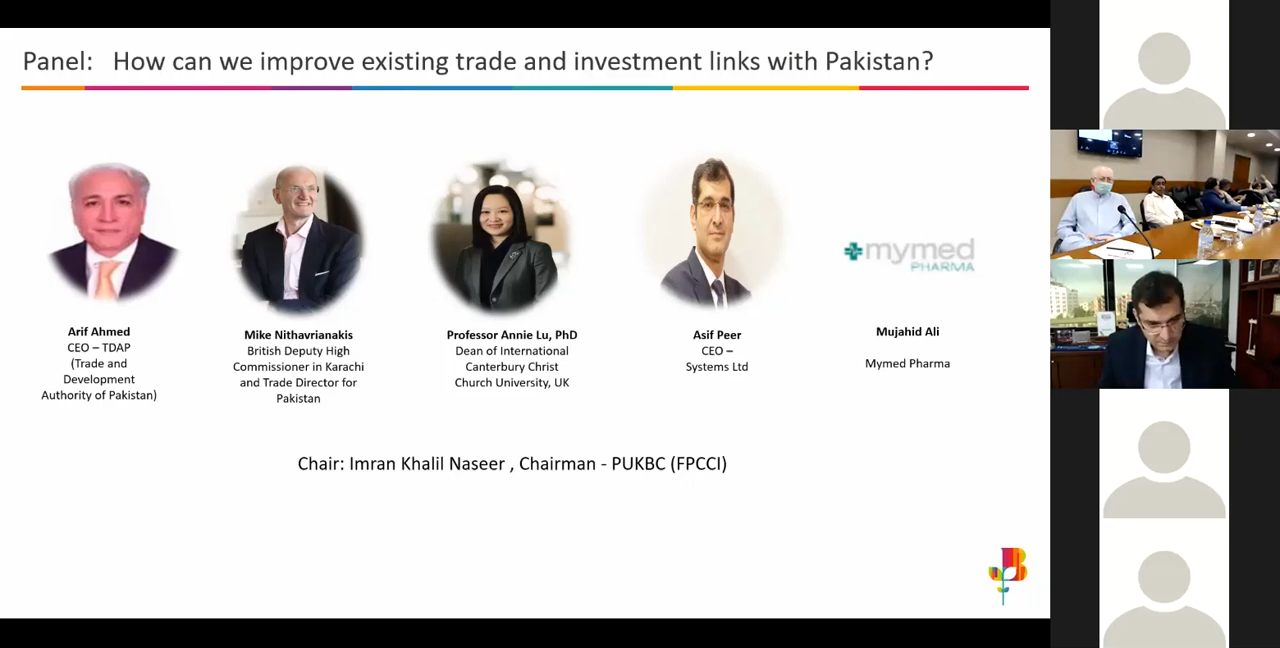 Panel: How can we improve existing trade and investment links with Pakistan?
Arif Ahmed
CEO – TDAP
(Trade and
Development
Authority of Pakistan)
Mike Nithavrianakis
British Deputy High
Commissioner in Karachi
and Trade Director for
Pakistan
Professor Annie Lu, PhD
Dean of International
Canterbury Christ
Church University, UK
Asif Peer
CEO –
Systems Ltd
mymed
PHARMA
Mujahid Ali
Mymed Pharma
Chair: Imran Khalil Naseer , Chairman - PUKBC (FPCCI)